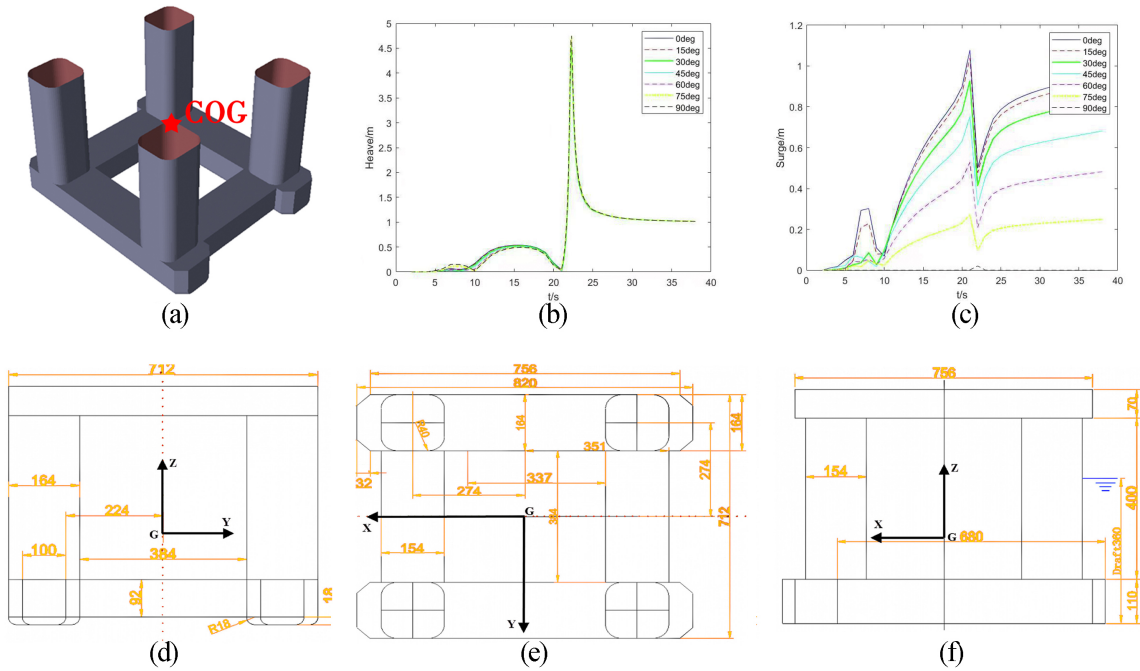 COG
(a)
Heave/m
5
4.5
4
3.5
3
2.5
2
1.5
1
0.5
0
0 5 10 15 20 25 30 35 40
t/s
0deg
15deg
30deg
45deg
60deg
75deg
90deg
(b)
Surge/m
1.2
1
0.8
0.6
0.4
0.2
0
0 5 10 15 20 25 30 35 40
t/s
0deg
15deg
30deg
45deg
60deg
75deg
90deg
(c)
712
Z
164
224
G
Y
100
384
92
18
R18
(d)
756
820
164
164
R40
351
274
32
337
274
G
X
712
154
Y
(e)
756
70
154
Z
400
X
G
680
Draft360
110
(f)